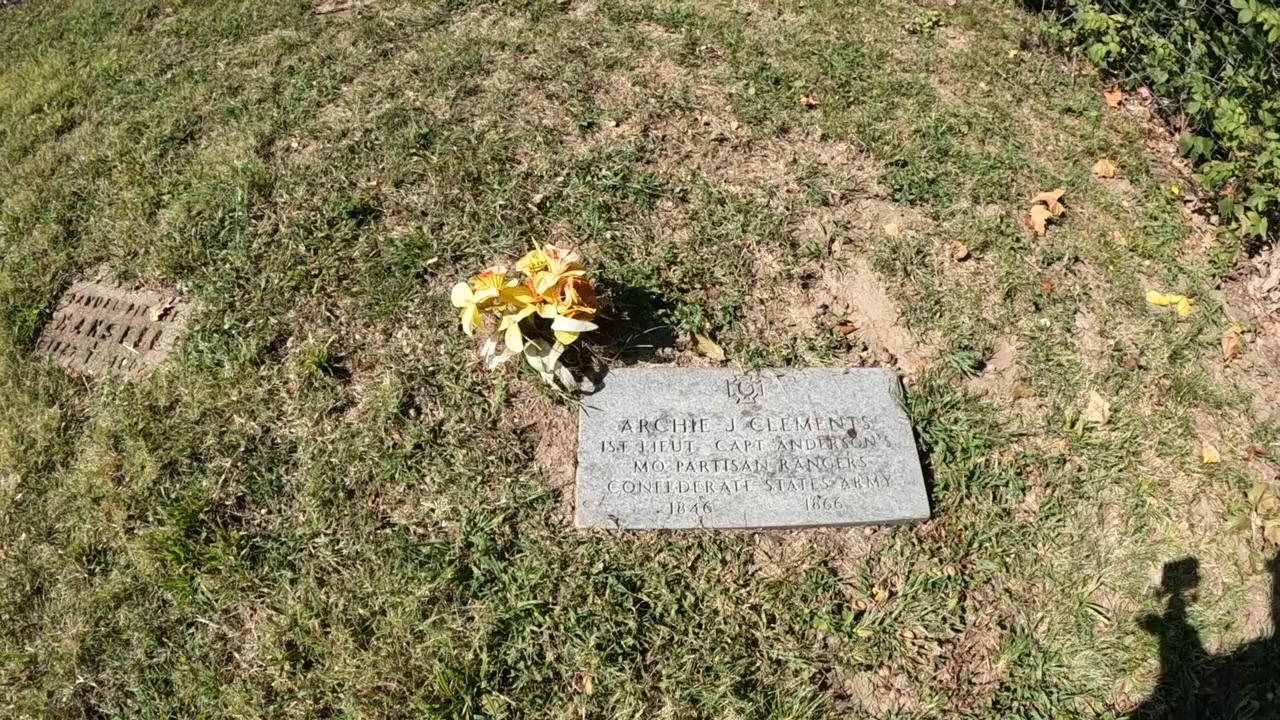 ARCHIE J CLEMENTS
1ST LIEUT CAPT ANDERSON'S
MO PARTISAN RANGERS
CONFEDERATE STATES ARMY
1846 1866